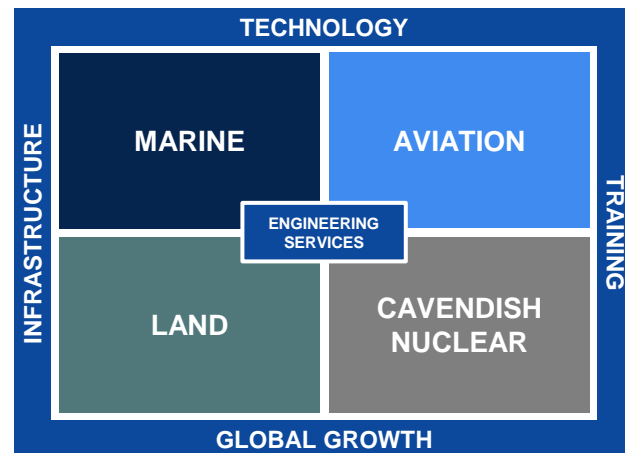 TECHNOLOGY
INFRASTRUCTURE
MARINE
AVIATION
TRAINING
ENGINEERING
SERVICES
LAND
CAVENDISH
NUCLEAR
GLOBAL GROWTH